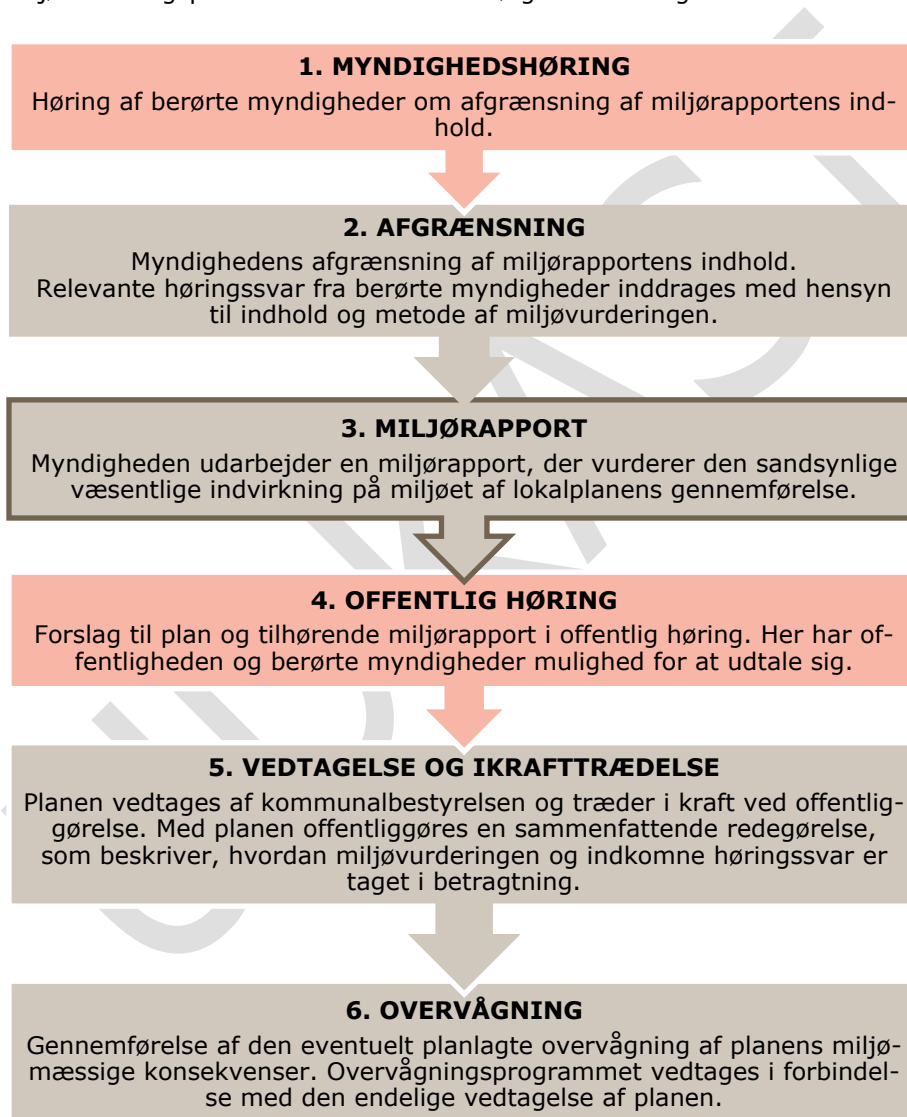 1. MYNDIGHEDSHØRING
Høring af berørte myndigheder om afgrænsning af miljørapportens ind-
hold.
2. AFGRÆNSNING
Myndighedens afgrænsning af miljørapportens indhold.
Relevante høringssvar fra berørte myndigheder inddrages med hensyn
til indhold og metode af miljøvurderingen.
3. MILJØRAPPORT
Myndigheden udarbejder en miljørapport, der vurderer den sandsynlige
væsentlige indvirkning på miljøet af lokalplanens gennemførelse.
4. OFFENTLIG HØRING
Forslag til plan og tilhørende miljørapport i offentlig høring. Her har of-
fentligheden og berørte myndigheder mulighed for at udtale sig.
5. VEDTAGELSE OG IKRAFTTRÆDELSE
Planen vedtages af kommunalbestyrelsen og træder i kraft ved offentlig-
gørelse. Med planen offentliggøres en sammenfattende redegørelse,
som beskriver, hvordan miljøvurderingen og indkomne høringssvar er
taget i betragtning.
6. OVERVÅGNING
Gennemførelse af den eventuelt planlagte overvågning af planens miljø-
mæssige konsekvenser. Overvågningsprogrammet vedtages i forbindel-
se med den endelige vedtagelse af planen.